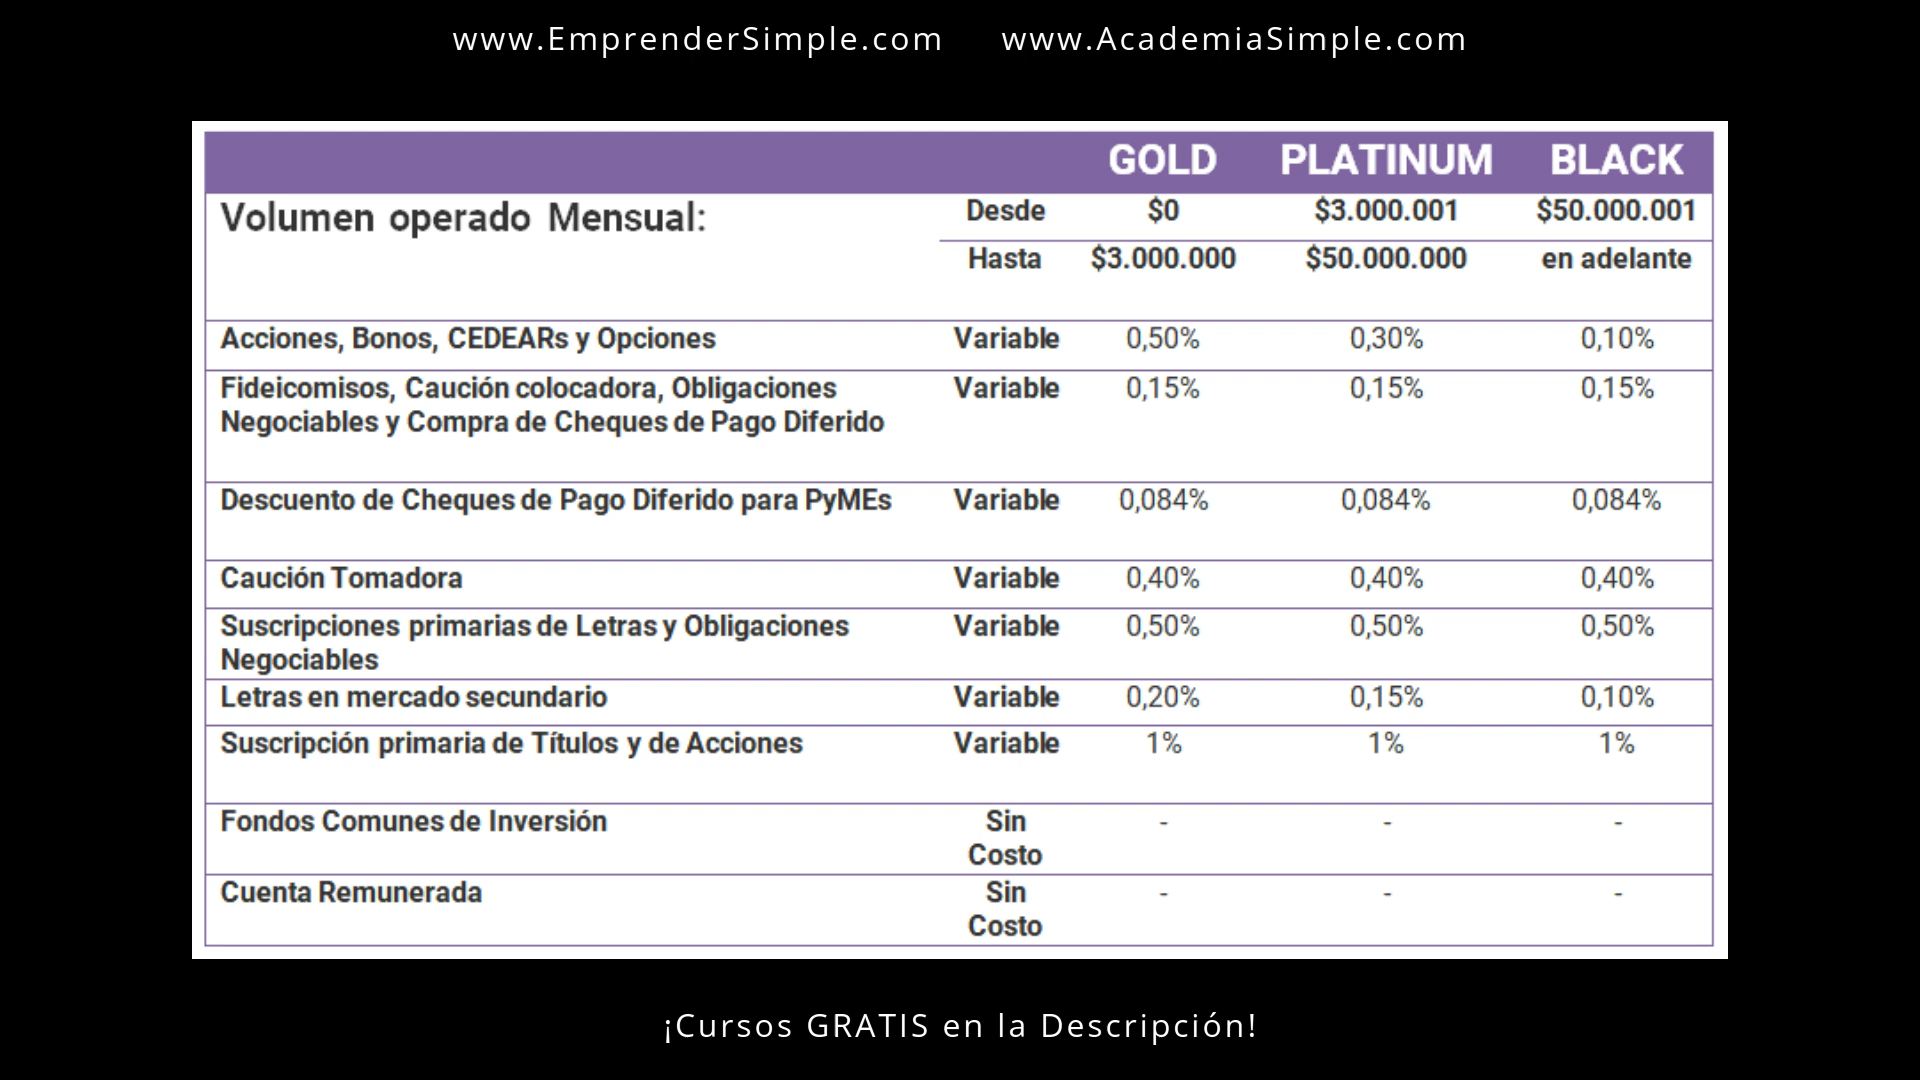 www.EmprenderSimple.com www.AcademiaSimple.com
GOLD PLATINUM BLACK
Volumen operado Mensual: Desde $0 $3.000.001 $50.000.001
Hasta $3.000.000 $50.000.000 en adelante
Acciones, Bonos, CEDEARs y Opciones Variable 0,50% 0,30% 0,10%
Fideicomisos, Caución colocadora, Obligaciones Variable 0,15% 0,15% 0,15%
Negociables y Compra de Cheques de Pago Diferido
Descuento de Cheques de Pago Diferido para PyMEs Variable 0,084% 0,084% 0,084%
Caución Tomadora Variable 0,40% 0,40% 0,40%
Suscripciones primarias de Letras y Obligaciones Variable 0,50% 0,50% 0,50%
Negociables
Letras en mercado secundario Variable 0,20% 0,15% 0,10%
Suscripción primaria de Títulos y de Acciones Variable 1% 1% 1%
Fondos Comunes de Inversión Sin - - -
Costo
Cuenta Remunerada Sin - - -
Costo
¡Cursos GRATIS en la Descripción!